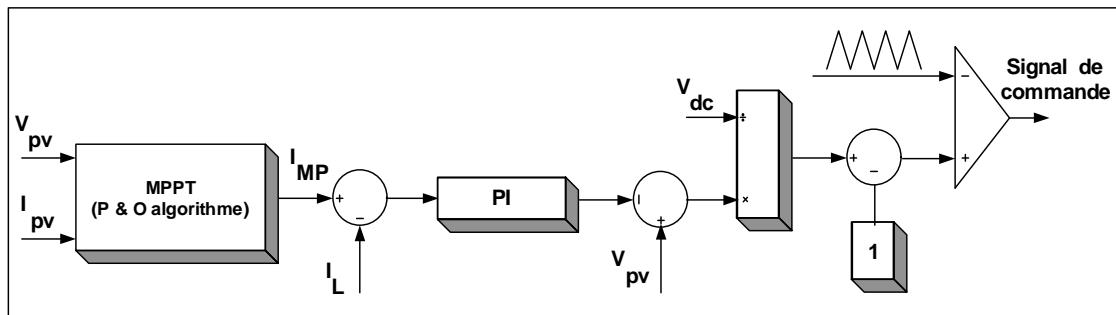 V pv
I pv
MPPT
(P & O algorithme)
I MP
+
−
I L
PI
−
+
V pv
V dc
÷
×
+
−
1
−
+
Signal de
commande